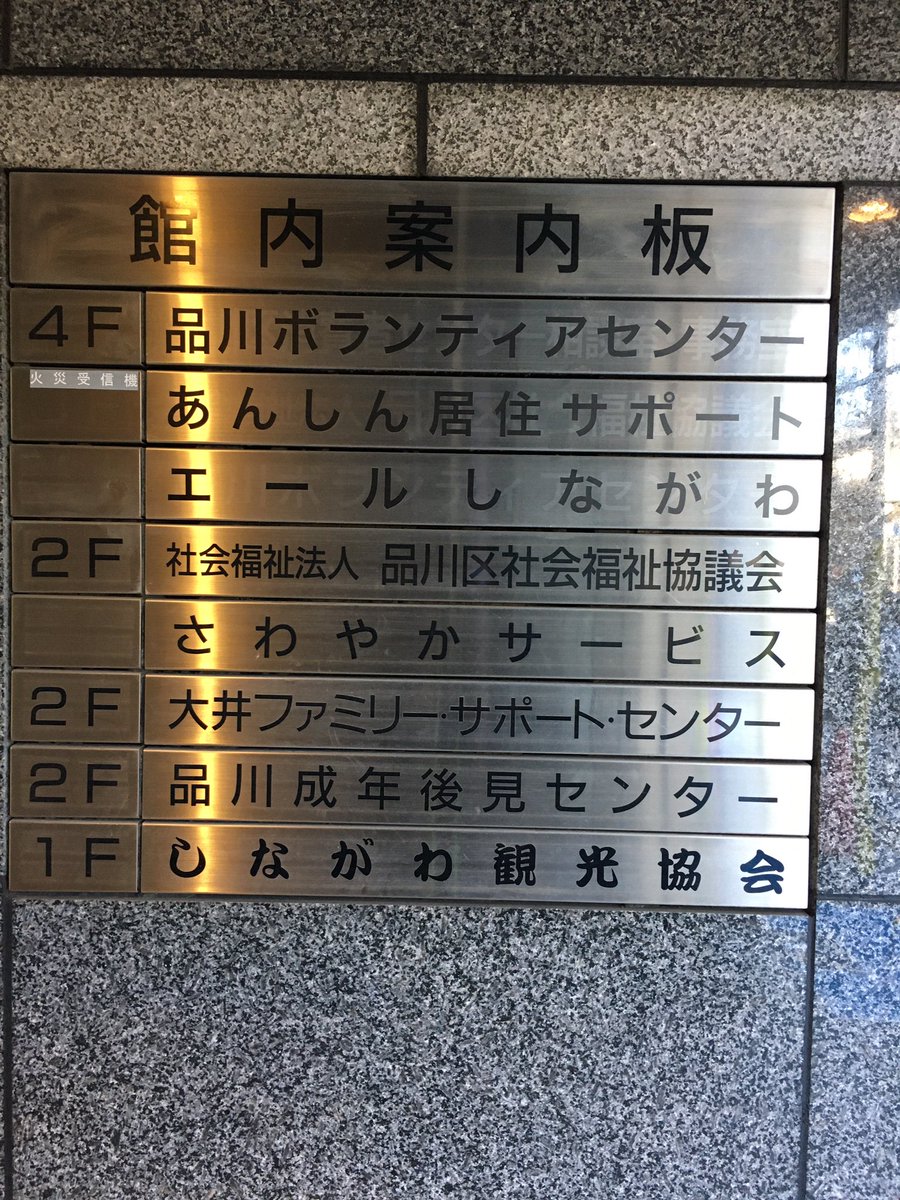 館内案内板
4F 品川ボランティアセンター
火災受信機
あんしん居住サポート
エールしながわ
2F 社会福祉法人 品川区社会福祉協議会
さわやかサービス
2F 大井ファミリー・サポート・センター
2F 品川成年後見センター
1F しながわ観光協会